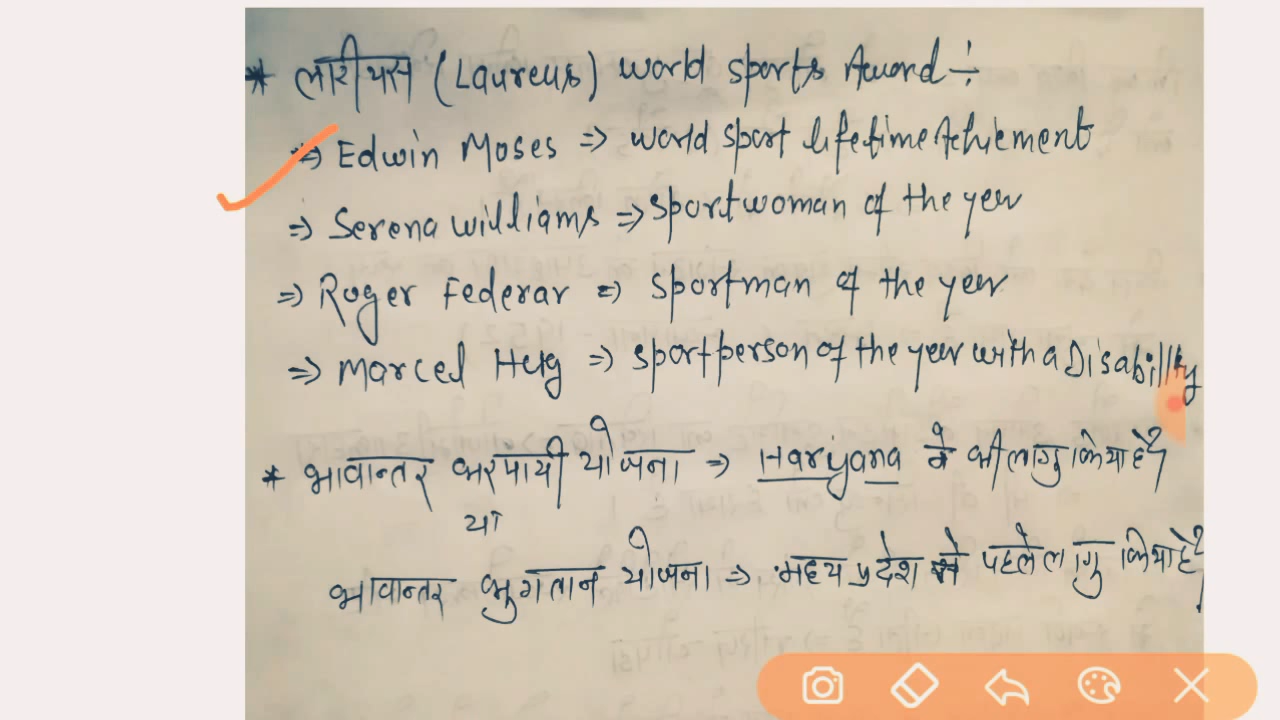 * लारीयस (Laureus) world sports Award ÷
⇒ Edwin Moses ⇒ world sport lifetime Achiement
⇒ Serena williams ⇒ sportwoman of the year
⇒ Roger Federar ⇒ sportman of the year
⇒ Marcel Hug ⇒ sportperson of the year with a Disability
* भावान्तर भरपायी योजना ⇒ Haryana ने भी लागु किया है
या
भावान्तर भुगतान योजना ⇒ मध्य प्रदेश से पहले लागु किया है